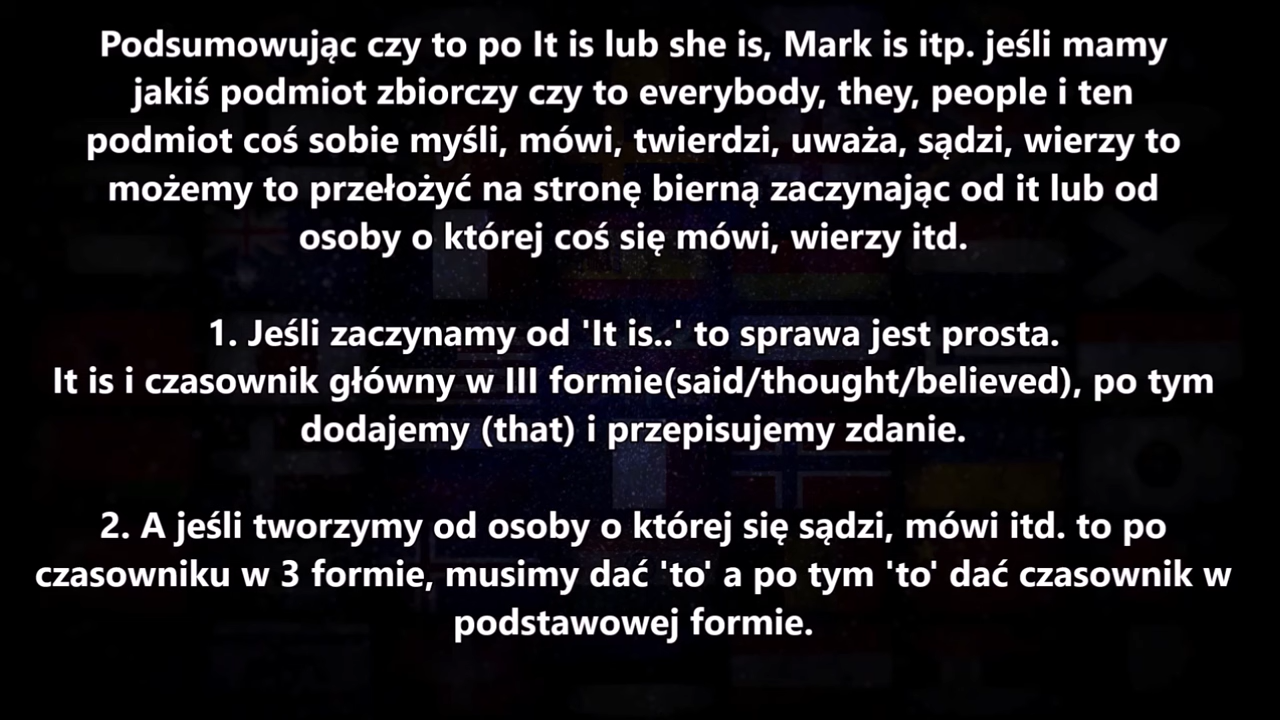 Podsumowując czy to po It is lub she is, Mark is itp. jeśli mamy
jakiś podmiot zbiorczy czy to everybody, they, people i ten
podmiot coś sobie myśli, mówi, twierdzi, uważa, sądzi, wierzy to
możemy to przełożyć na stronę bierną zaczynając od it lub od
osoby o której coś się mówi, wierzy itd.
1. Jeśli zaczynamy od 'It is..' to sprawa jest prosta.
It is i czasownik główny w III formie(said/thought/believed), po tym
dodajemy (that) i przepisujemy zdanie.
2. A jeśli tworzymy od osoby o której się sądzi, mówi itd. to po
czasowniku w 3 formie, musimy dać 'to' a po tym 'to' dać czasownik w
podstawowej formie.